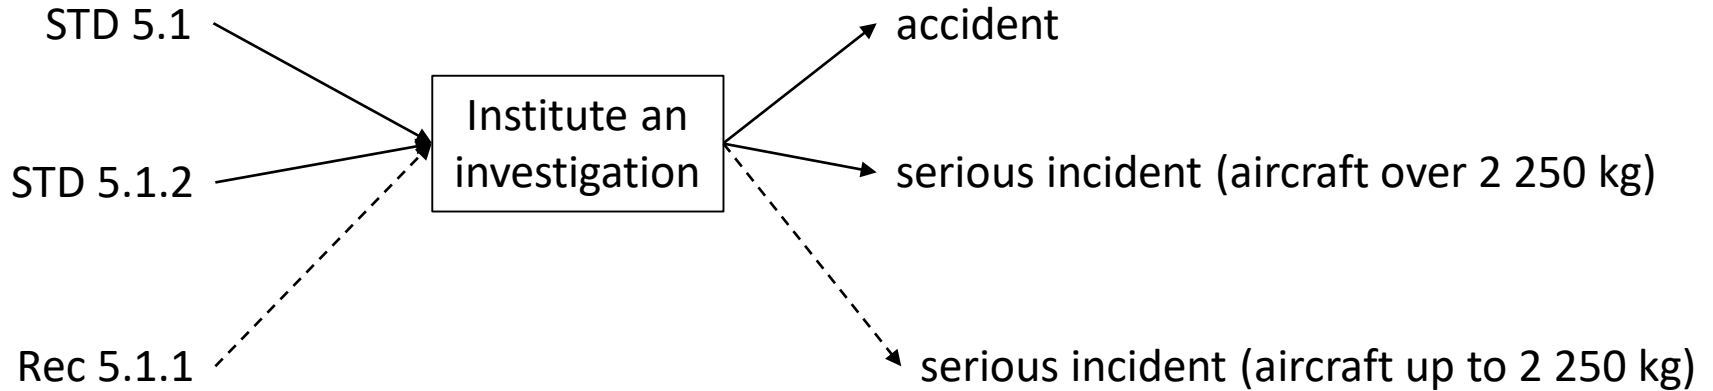 STD 5.1
accident
Institute an
investigation
STD 5.1.2
serious incident (aircraft over 2 250 kg)
Rec 5.1.1
serious incident (aircraft up to 2 250 kg)